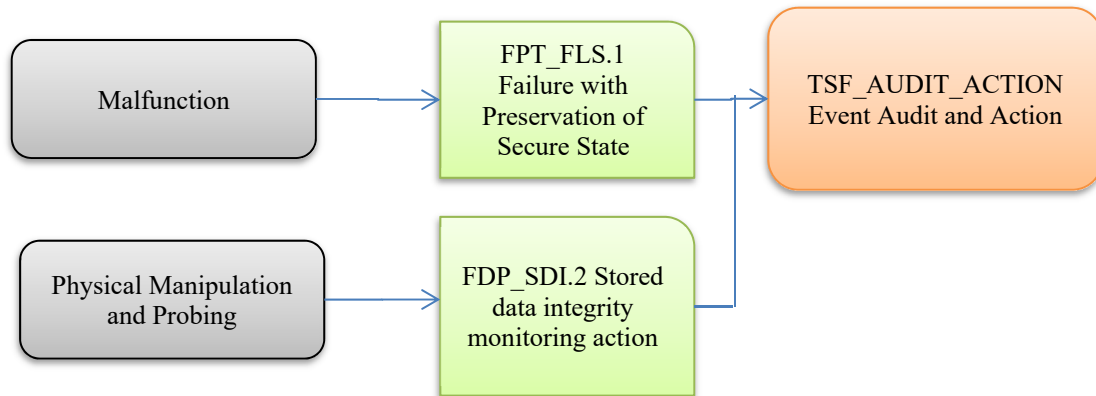 Malfunction
FPT_FLS.1
Failure with
Preservation of
Secure State
TSF_AUDIT_ACTION
Event Audit and Action
Physical Manipulation
and Probing
FDP_SDI.2 Stored
data integrity
monitoring action